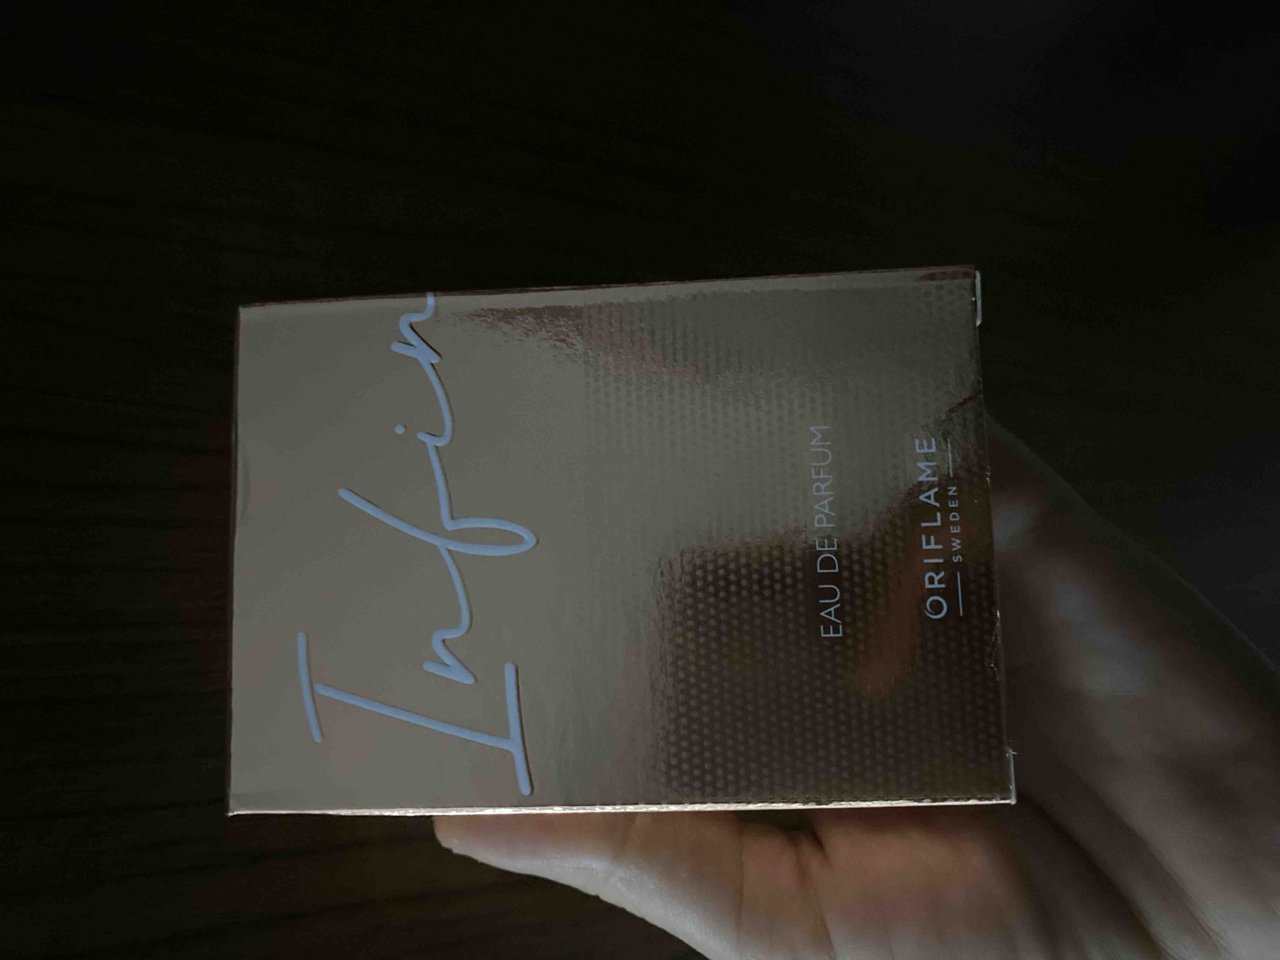 Infin
EAU DE PARFUM
ORIFLAME
SWEDEN